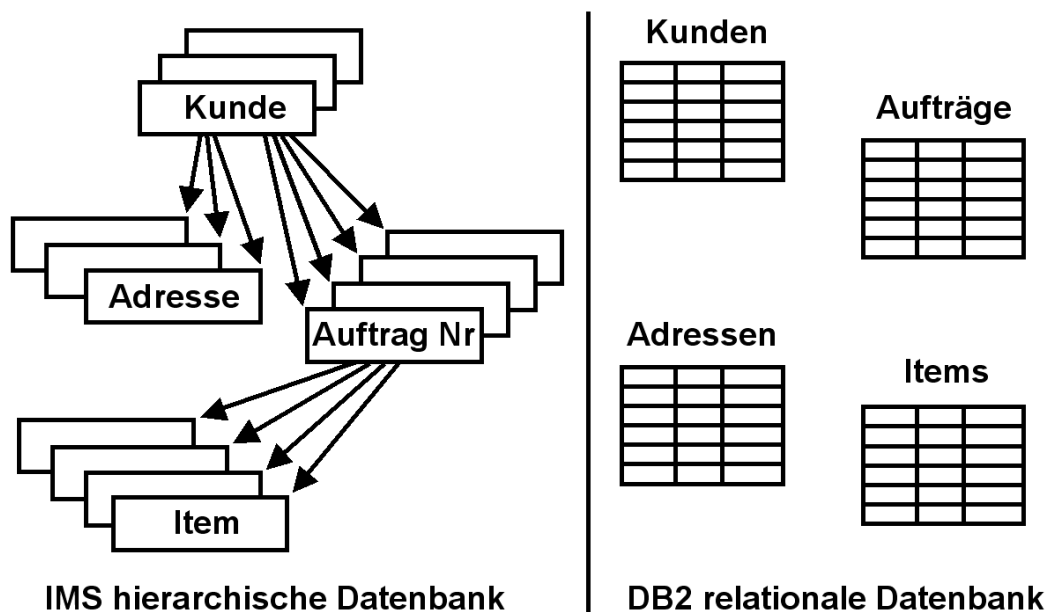 Kunde
Adresse
Auftrag Nr
Item
IMS hierarchische Datenbank
Kunden
Aufträge
Adressen
Items
DB2 relationale Datenbank